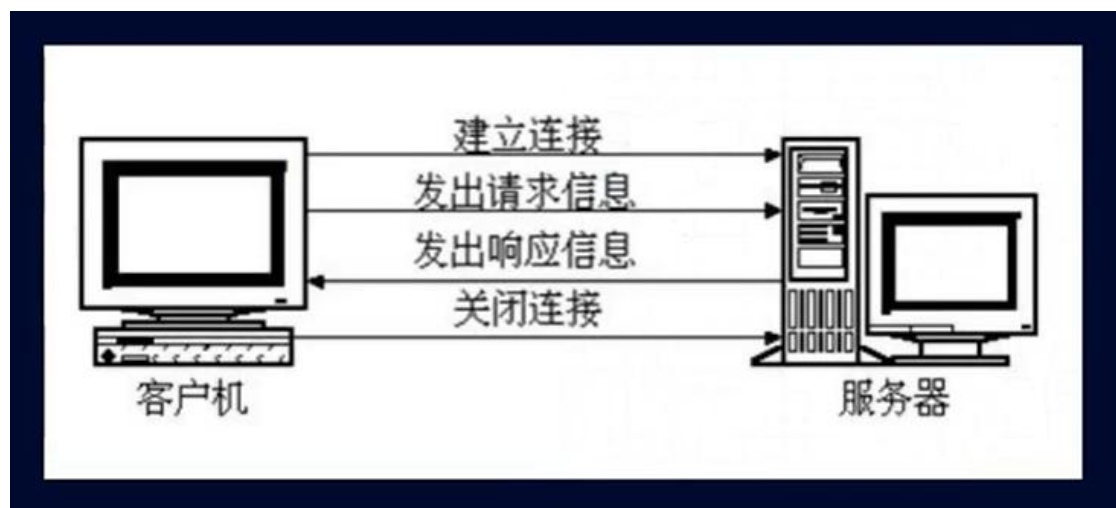 建立连接
发出请求信息
发出响应信息
关闭连接
客户机
服务器